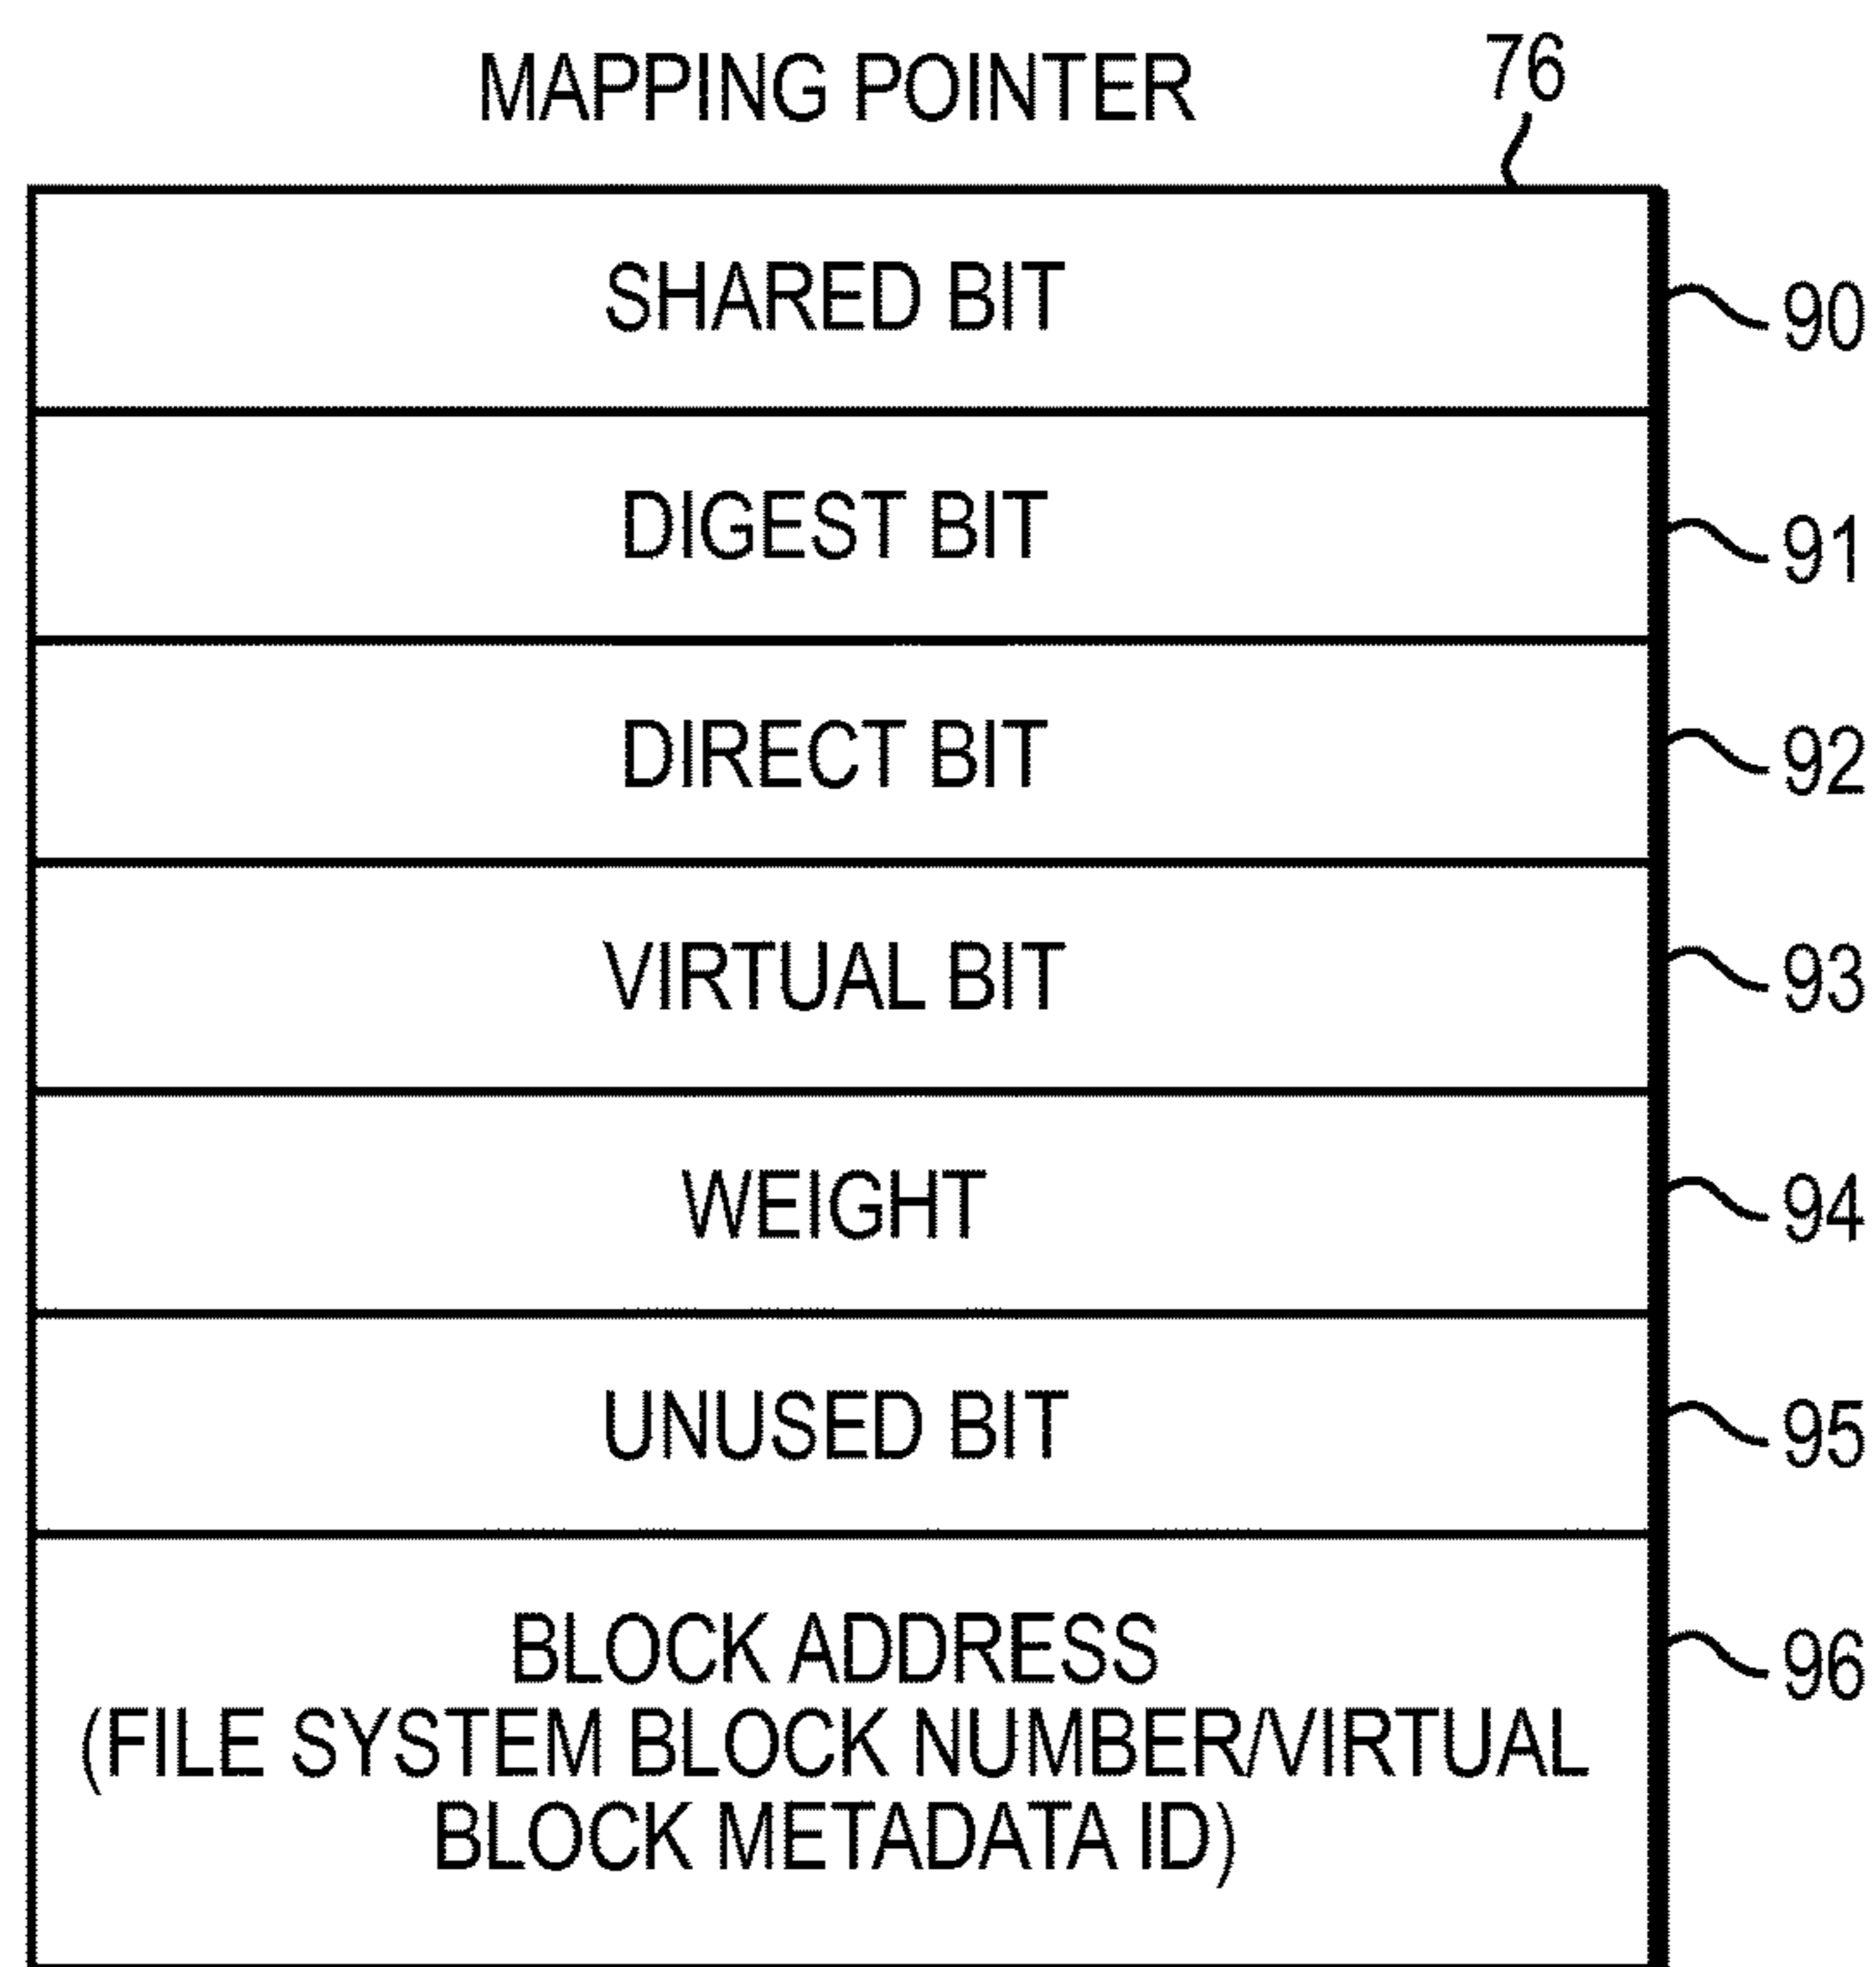 MAPPING POINTER
76
SHARED BIT
90
DIGEST BIT
91
DIRECT BIT
92
VIRTUAL BIT
93
WEIGHT
94
UNUSED BIT
95
BLOCK ADDRESS
96
(FILE SYSTEM BLOCK NUMBER/VIRTUAL
BLOCK METADATA ID)